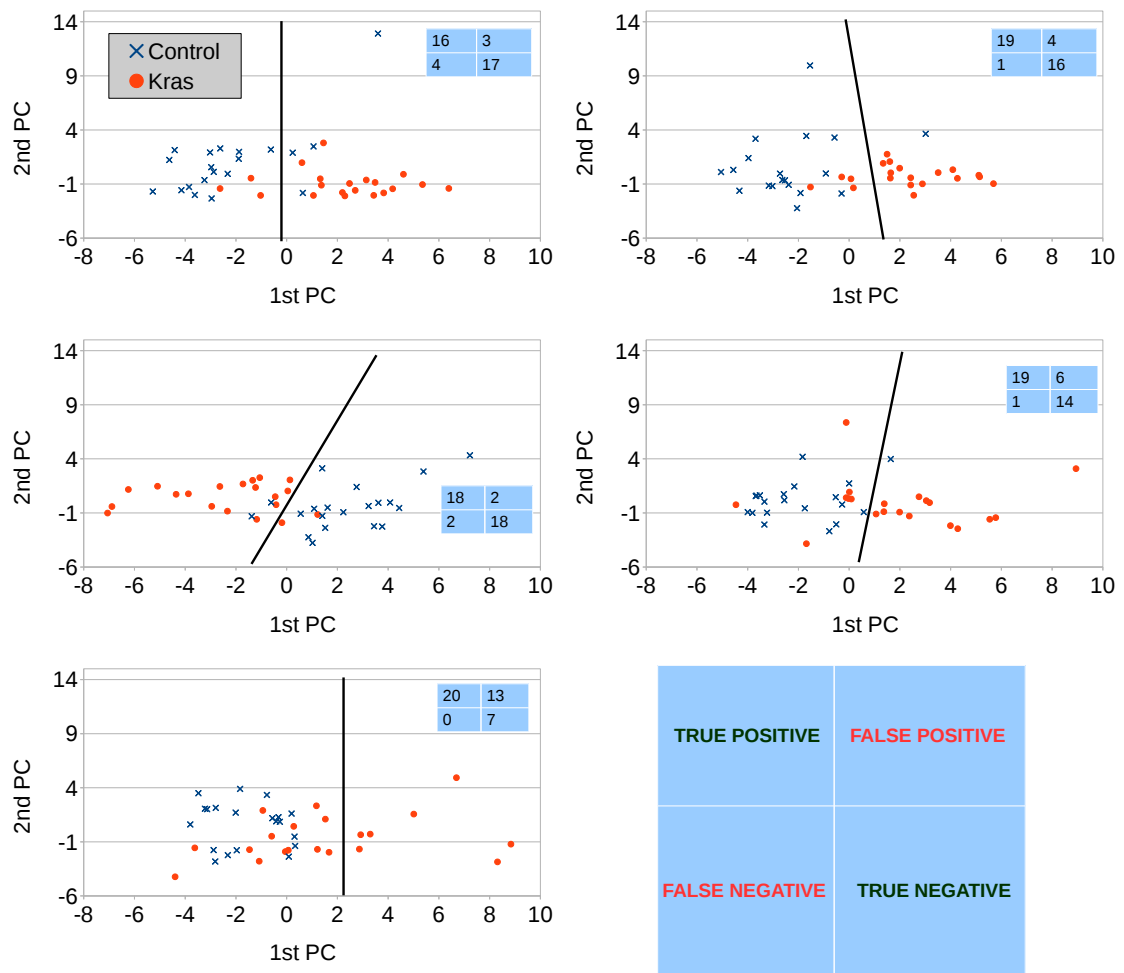 14
9
4
-1
-6
2nd PC
Control
Kras
16 3
4 17
-8 -6 -4 -2 0 2 4 6 8 10
1st PC
14
9
4
-1
-6
2nd PC
19 4
1 16
-8 -6 -4 -2 0 2 4 6 8 10
1st PC
14
9
4
-1
-6
2nd PC
18 2
2 18
-8 -6 -4 -2 0 2 4 6 8 10
1st PC
14
9
4
-1
-6
2nd PC
19 6
1 14
-8 -6 -4 -2 0 2 4 6 8 10
1st PC
14
9
4
-1
-6
2nd PC
20 13
0 7
-8 -6 -4 -2 0 2 4 6 8 10
1st PC
TRUE POSITIVE FALSE POSITIVE
FALSE NEGATIVE TRUE NEGATIVE